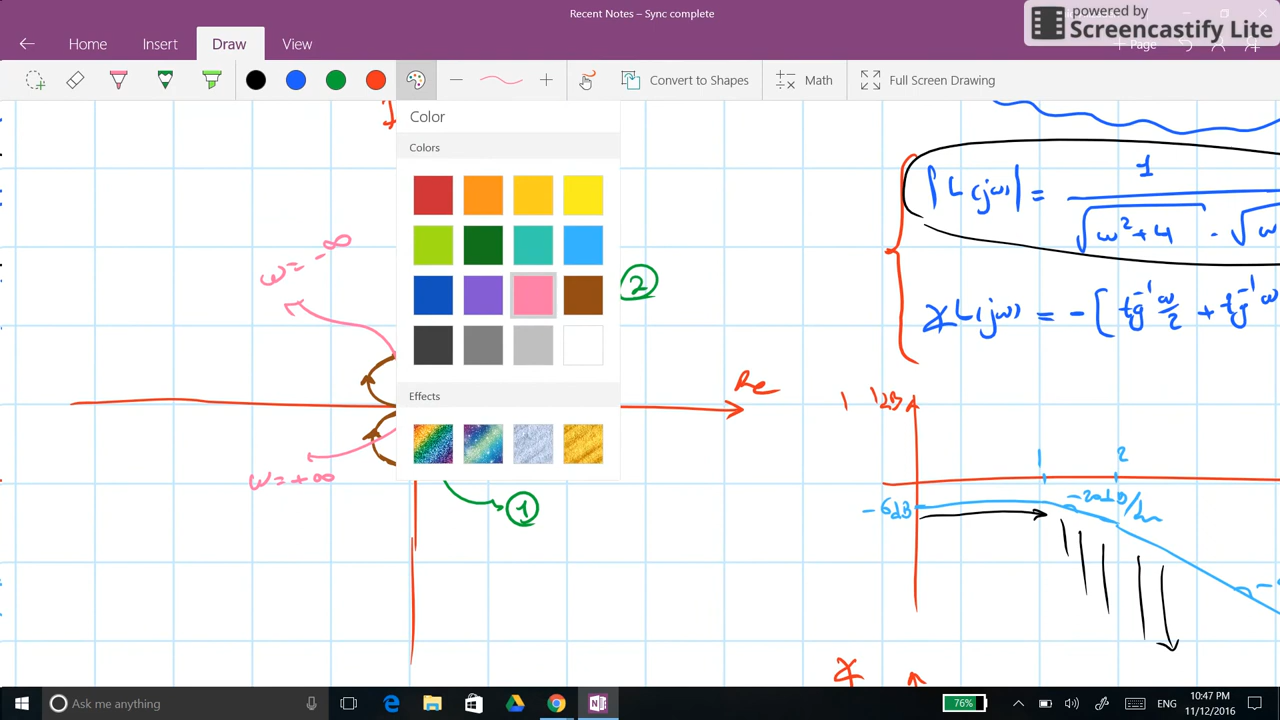 Recent Notes – Sync complete
powered by
Screencastify Lite
Home Insert Draw View
+ Page
Convert to Shapes Math Full Screen Drawing
Color
Colors
Effects
ω = -∞
ω = +∞
2
1
Re
|L(jω)| = 1
√ω²+4 · √ω
∡L(jω) = -[tg⁻¹ ω/2 + tg⁻¹ ω
1 2
-6dB
∡
Ask me anything
76%
ENG
10:47 PM
11/12/2016